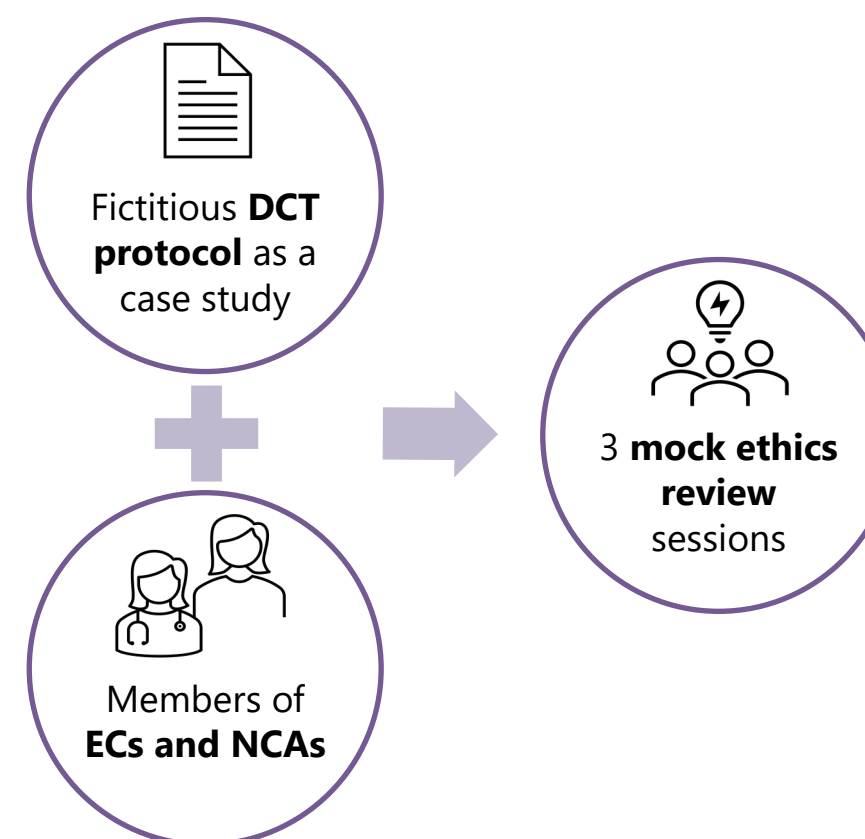 Fictitious DCT
protocol as a
case study
Members of
ECs and NCAs
3 mock ethics
review
sessions